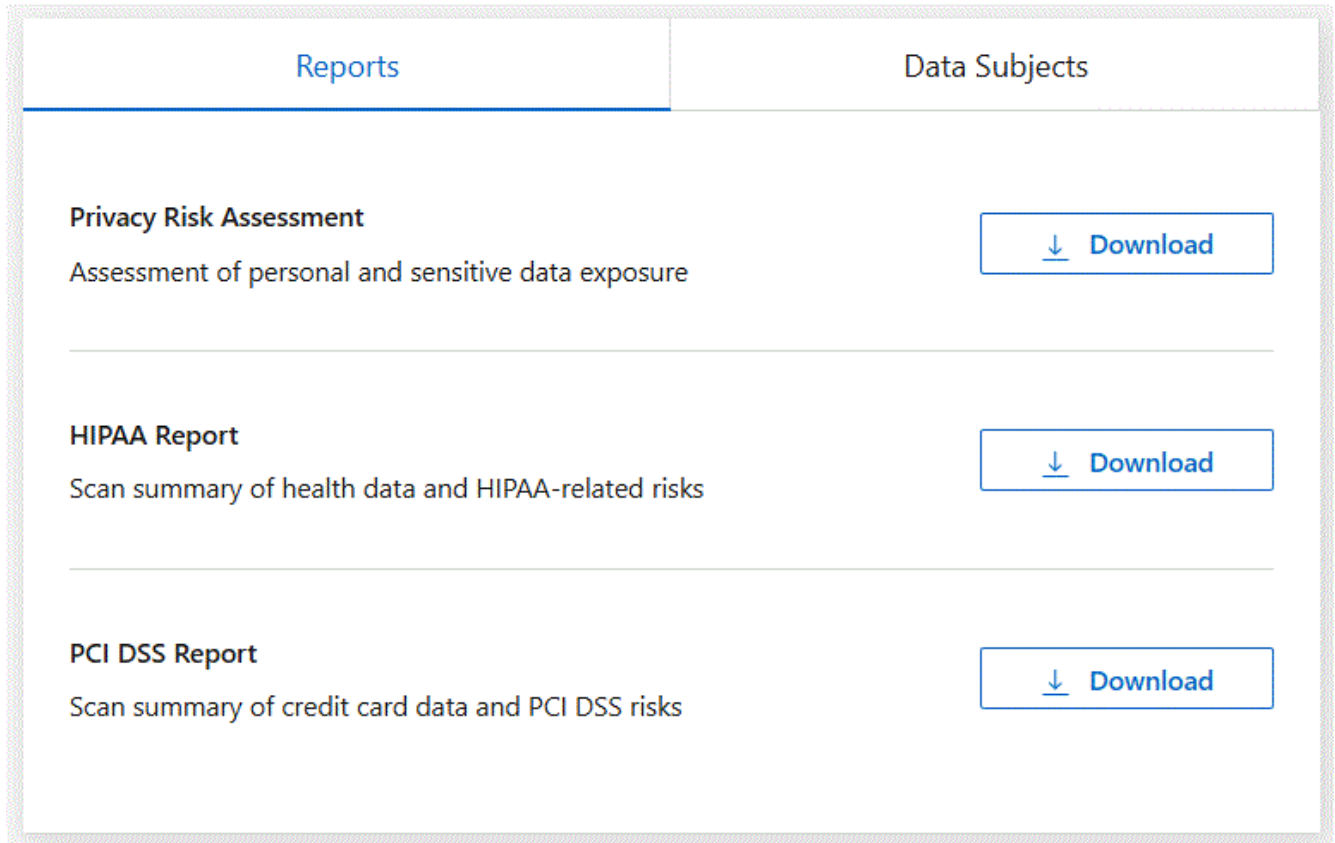 Reports
Data Subjects
Privacy Risk Assessment
Download
Assessment of personal and sensitive data exposure
HIPAA Report
Download
Scan summary of health data and HIPAA-related risks
PCI DSS Report
Download
Scan summary of credit card data and PCI DSS risks